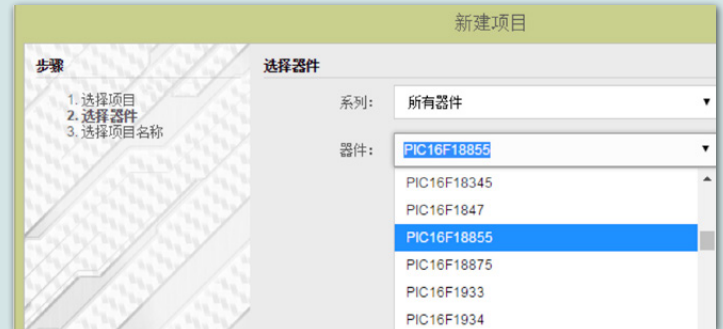 新建项目
步骤
1. 选择项目
2. 选择器件
3. 选择项目名称
选择器件
系列: 所有器件
器件: PIC16F18855
PIC16F18345
PIC16F1847
PIC16F18855
PIC16F18875
PIC16F1933
PIC16F1934